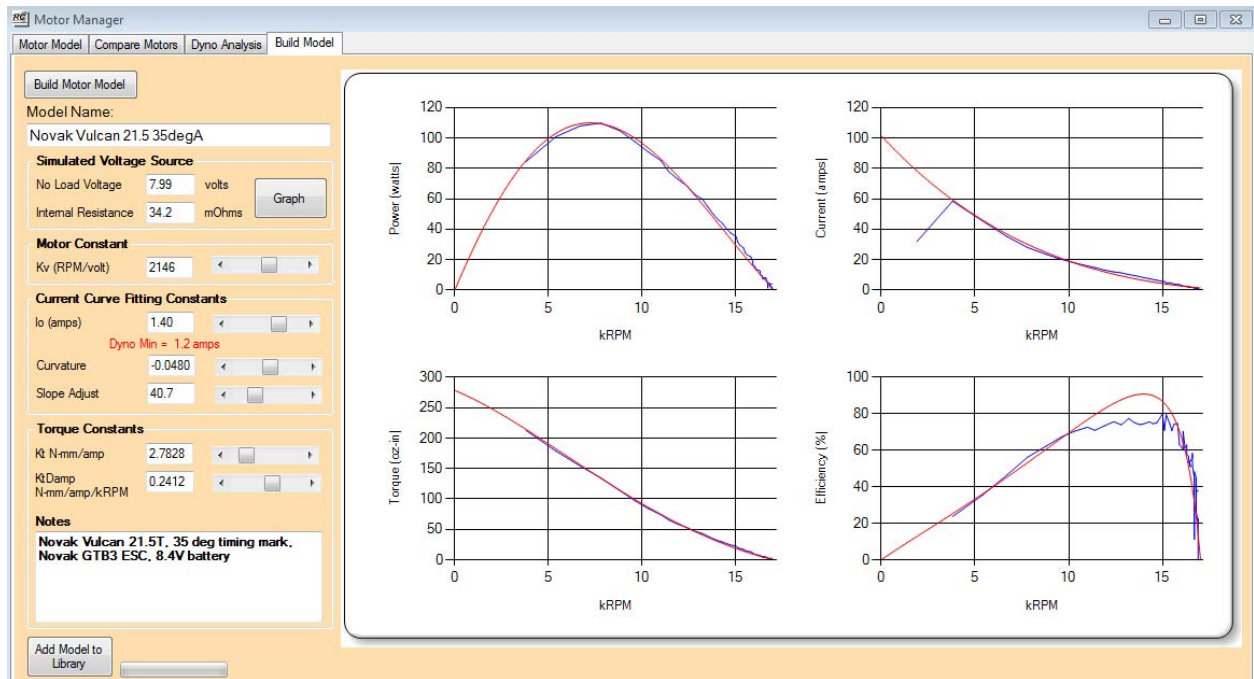 RC Motor Manager
Motor Model Compare Motors Dyno Analysis Build Model
Build Motor Model
Model Name:
Novak Vulcan 21.5 35degA
Simulated Voltage Source
No Load Voltage 7.99 volts
Internal Resistance 34.2 mOhms
Graph
Motor Constant
Kv (RPM/volt) 2146
Current Curve Fitting Constants
Io (amps) 1.40
Dyno Min = 1.2 amps
Curvature -0.0480
Slope Adjust 40.7
Torque Constants
Kt N-mm/amp 2.7828
KtDamp
N-mm/amp/kRPM 0.2412
Notes
Novak Vulcan 21.5T, 35 deg timing mark,
Novak GTB3 ESC, 8.4V battery
Add Model to
Library
120
100
80
60
40
20
0
Power (watts)
0 5 10 15
kRPM
120
100
80
60
40
20
0
Current (amps)
0 5 10 15
kRPM
300
250
200
150
100
50
0
Torque (oz-in)
0 5 10 15
kRPM
100
80
60
40
20
0
Efficiency (%)
0 5 10 15
kRPM